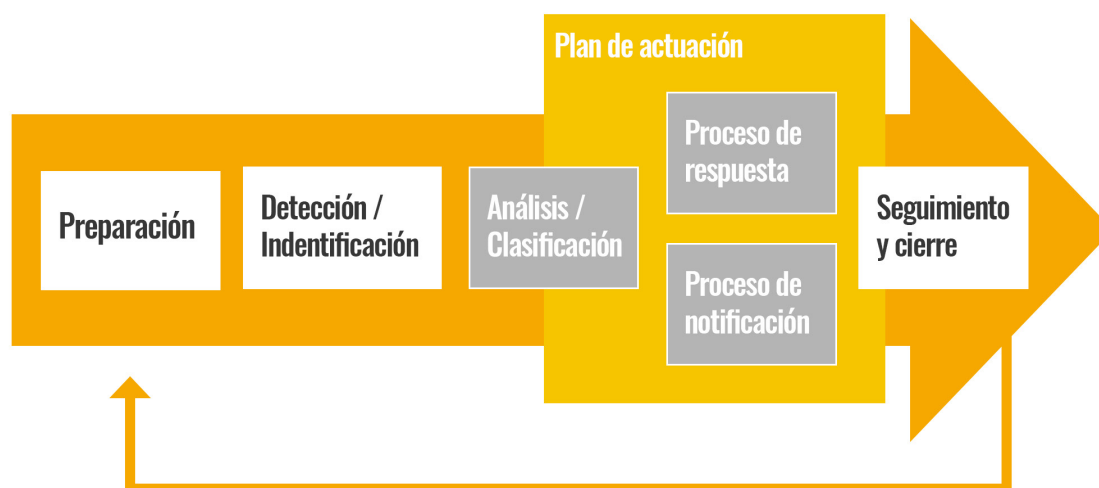 Plan de actuación
Preparación
Detección /
Indentificación
Análisis /
Clasificación
Proceso de
respuesta
Proceso de
notificación
Seguimiento
y cierre